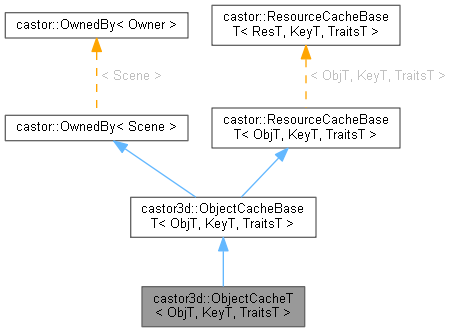 castor::OwnedBy< Owner >
castor::ResourceCacheBase
T< ResT, KeyT, TraitsT >
< Scene >
< ObjT, KeyT, TraitsT >
castor::OwnedBy< Scene >
castor::ResourceCacheBase
T< ObjT, KeyT, TraitsT >
castor3d::ObjectCacheBase
T< ObjT, KeyT, TraitsT >
castor3d::ObjectCacheT
< ObjT, KeyT, TraitsT >